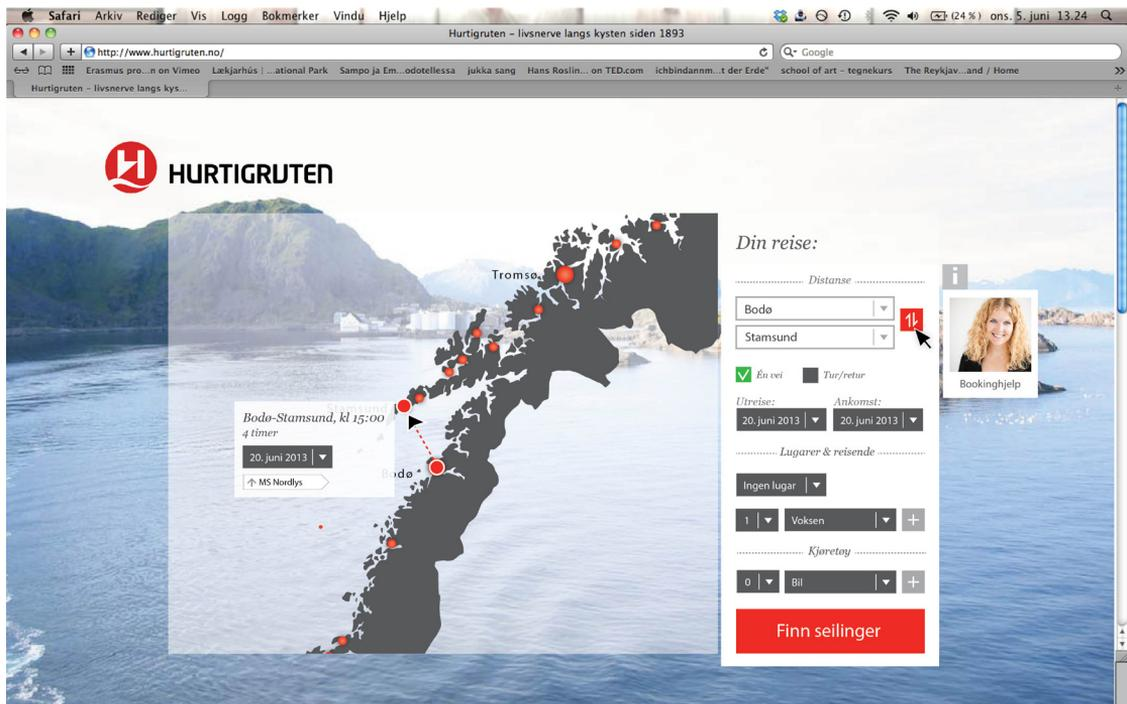 Safari Arkiv Rediger Vis Logg Bokmerker Vindu Hjelp (24 %) ons. 5. juni 13.24
Hurtigruten – livsnerve langs kysten siden 1893
http://www.hurtigruten.no/ Google
Erasmus pro...n on Vimeo Lækjarhús | ...ational Park Sampo ja Em...odotellessa jukka sang Hans Roslin... on TED.com ichbindannm...t der Erde" school of art – tegnekurs The Reykjav...and / Home
Hurtigruten – livsnerve langs kys...
HURTIGRUTEN
Tromsø
Stamsund
Bodø-Stamsund, kl 15:00
4 timer
20. juni 2013
MS Nordlys
Bodø
Din reise:
Distanse
Bodø
Stamsund
Én vei Tur/retur
Utreise: Ankomst:
20. juni 2013 20. juni 2013
Lugarer & reisende
Ingen lugar
1 Voksen +
Kjøretøy
0 Bil +
Finn seilinger
i
Bookinghjelp